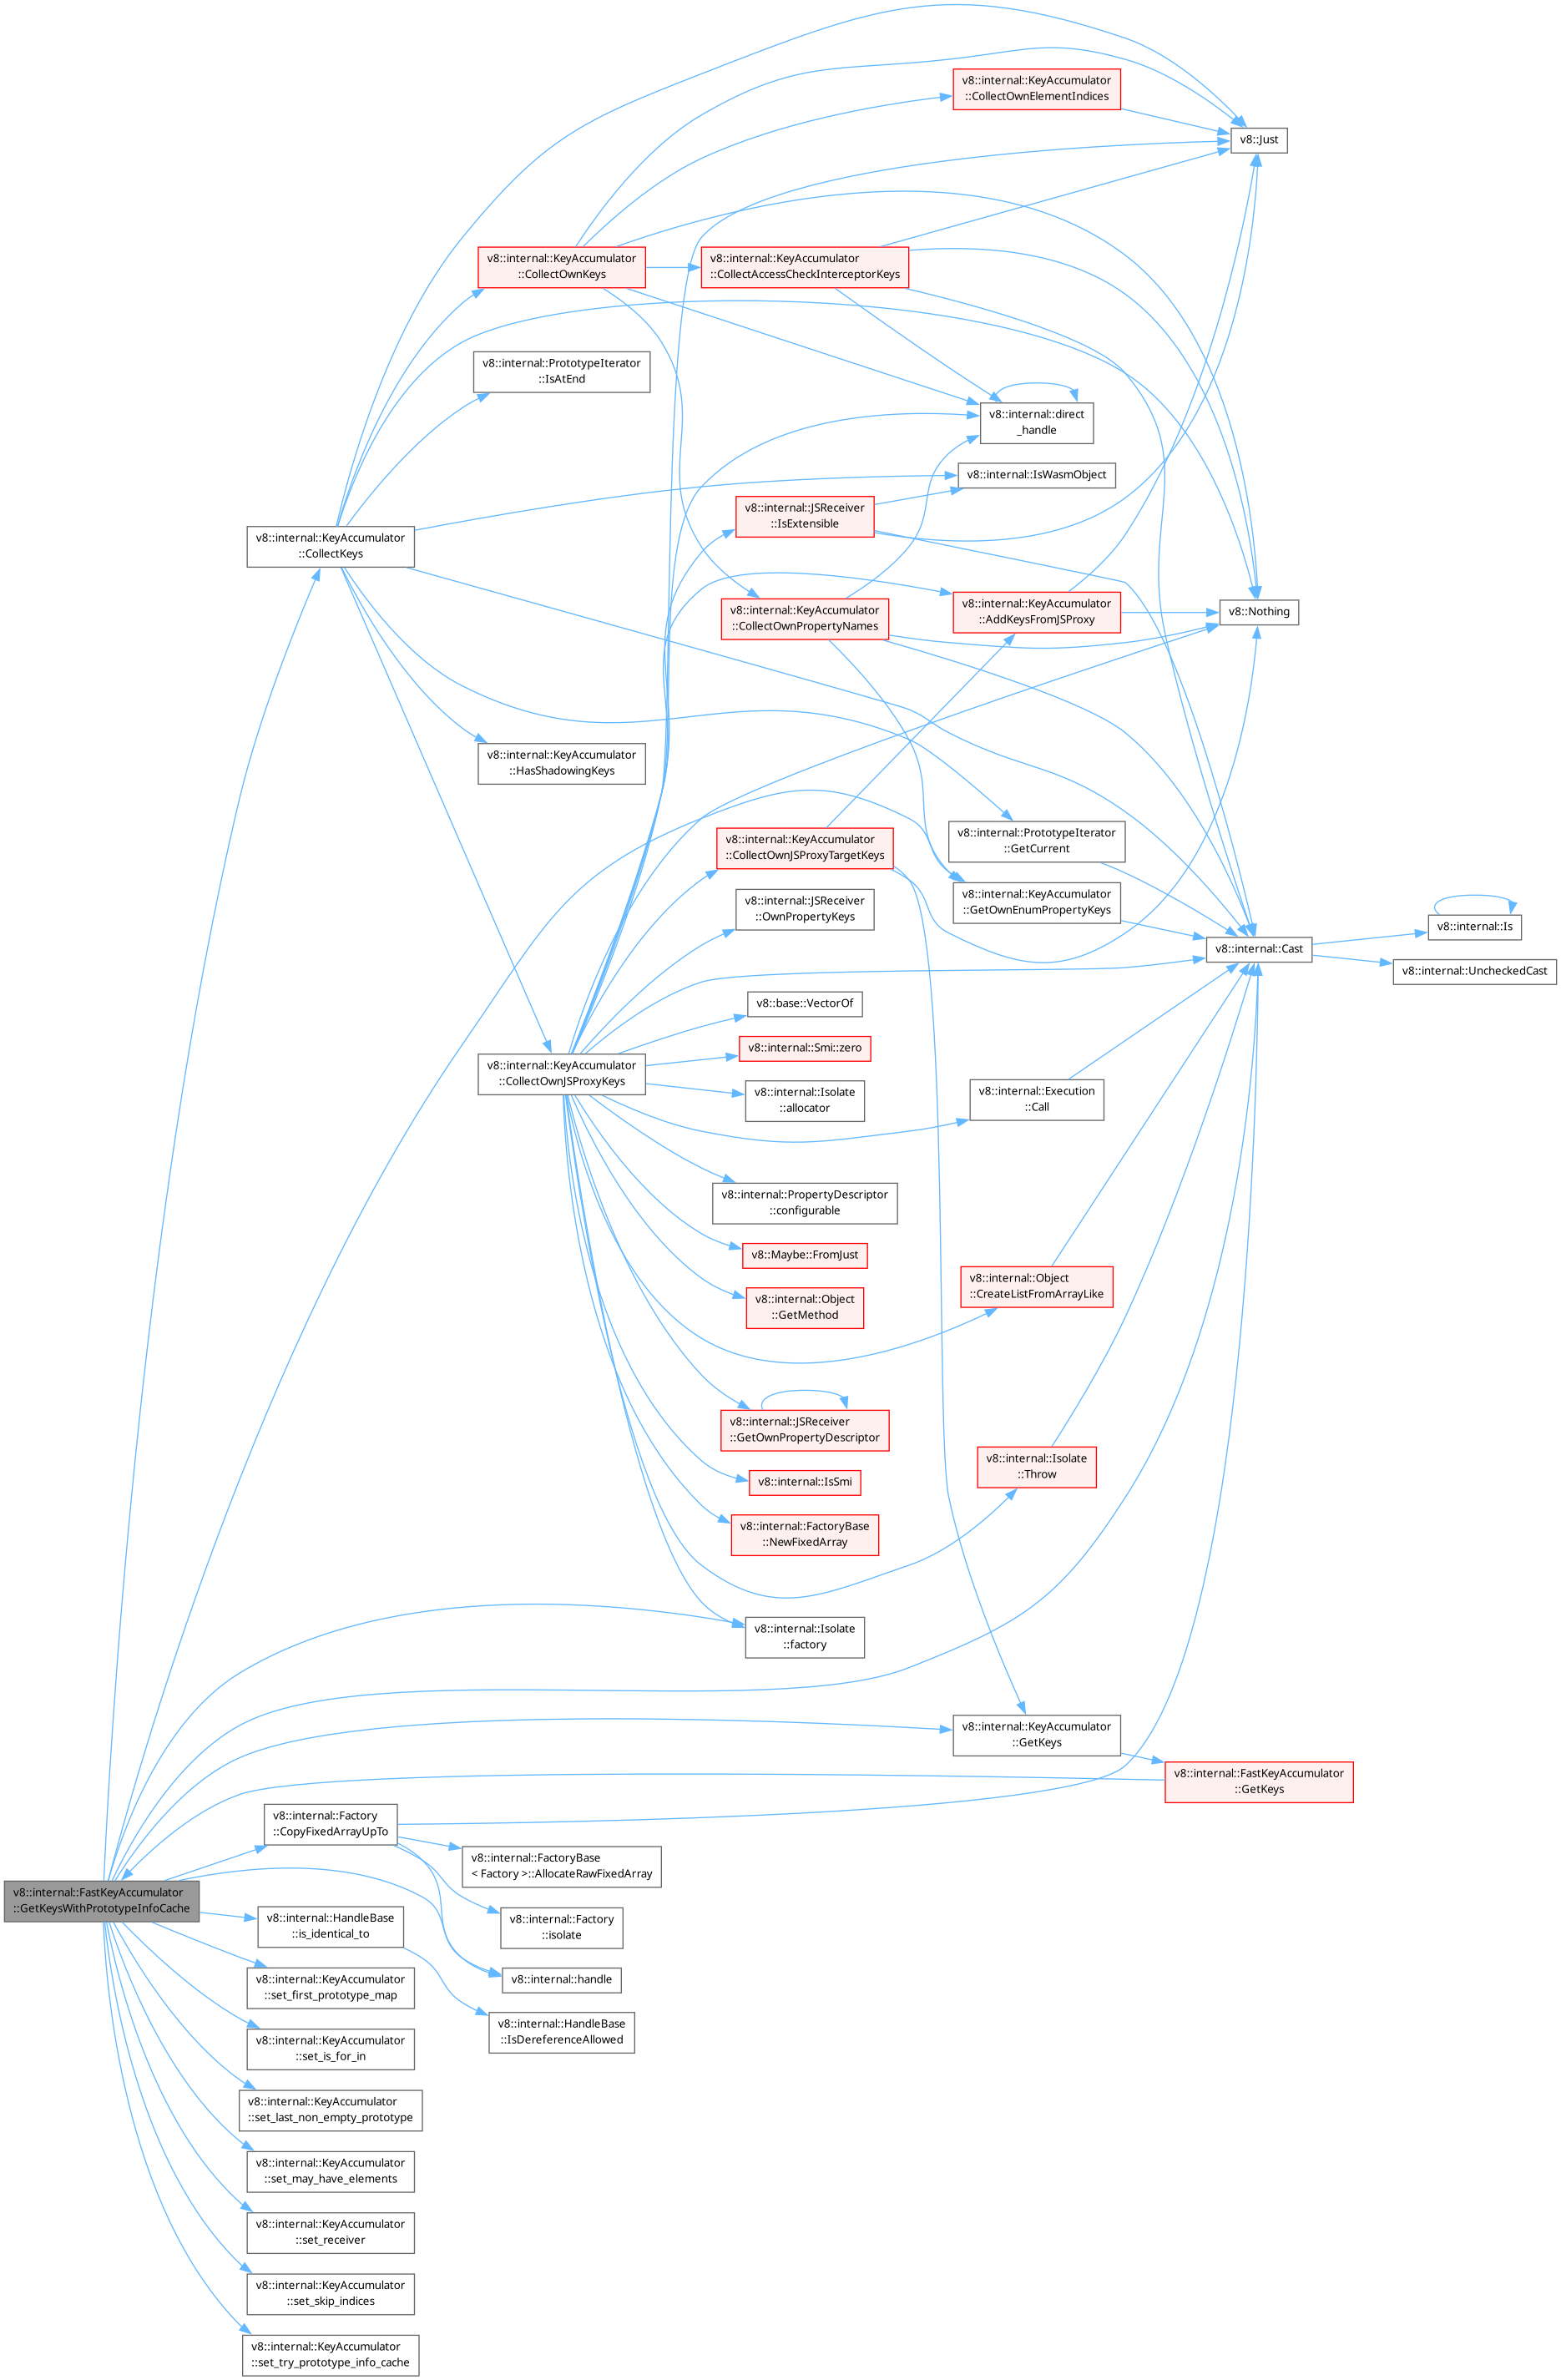 v8::internal::KeyAccumulator
::CollectOwnElementIndices
v8::Just
v8::internal::KeyAccumulator
::CollectOwnKeys
v8::internal::KeyAccumulator
::CollectAccessCheckInterceptorKeys
v8::internal::PrototypeIterator
::IsAtEnd
v8::internal::direct
_handle
v8::internal::IsWasmObject
v8::internal::JSReceiver
::IsExtensible
v8::internal::KeyAccumulator
::CollectKeys
v8::internal::KeyAccumulator
::CollectOwnPropertyNames
v8::internal::KeyAccumulator
::AddKeysFromJSProxy
v8::Nothing
v8::internal::KeyAccumulator
::HasShadowingKeys
v8::internal::KeyAccumulator
::CollectOwnJSProxyTargetKeys
v8::internal::PrototypeIterator
::GetCurrent
v8::internal::JSReceiver
::OwnPropertyKeys
v8::internal::KeyAccumulator
::GetOwnEnumPropertyKeys
v8::internal::Cast
v8::internal::Is
v8::internal::UncheckedCast
v8::base::VectorOf
v8::internal::Smi::zero
v8::internal::KeyAccumulator
::CollectOwnJSProxyKeys
v8::internal::Isolate
::allocator
v8::internal::Execution
::Call
v8::internal::PropertyDescriptor
::configurable
v8::Maybe::FromJust
v8::internal::Object
::GetMethod
v8::internal::Object
::CreateListFromArrayLike
v8::internal::JSReceiver
::GetOwnPropertyDescriptor
v8::internal::IsSmi
v8::internal::Isolate
::Throw
v8::internal::FactoryBase
::NewFixedArray
v8::internal::Isolate
::factory
v8::internal::KeyAccumulator
::GetKeys
v8::internal::FastKeyAccumulator
::GetKeys
v8::internal::Factory
::CopyFixedArrayUpTo
v8::internal::FactoryBase
< Factory >::AllocateRawFixedArray
v8::internal::FastKeyAccumulator
::GetKeysWithPrototypeInfoCache
v8::internal::HandleBase
::is_identical_to
v8::internal::Factory
::isolate
v8::internal::handle
v8::internal::KeyAccumulator
::set_first_prototype_map
v8::internal::HandleBase
::IsDereferenceAllowed
v8::internal::KeyAccumulator
::set_is_for_in
v8::internal::KeyAccumulator
::set_last_non_empty_prototype
v8::internal::KeyAccumulator
::set_may_have_elements
v8::internal::KeyAccumulator
::set_receiver
v8::internal::KeyAccumulator
::set_skip_indices
v8::internal::KeyAccumulator
::set_try_prototype_info_cache